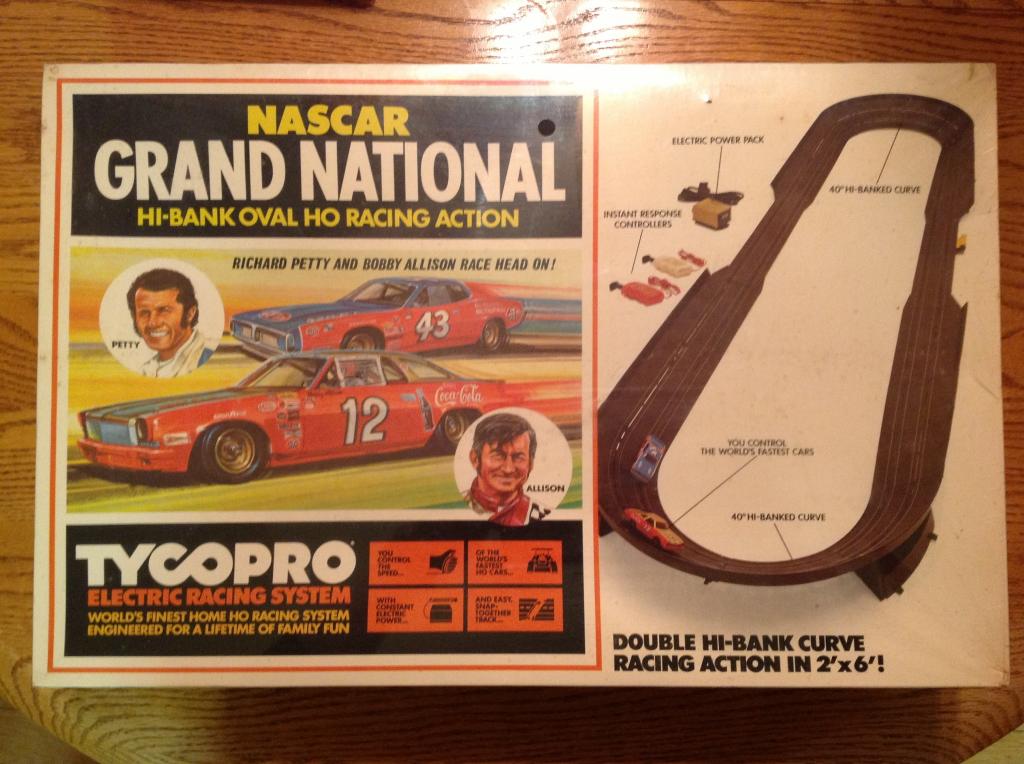 NASCAR
GRAND NATIONAL
HI-BANK OVAL HO RACING ACTION
RICHARD PETTY AND BOBBY ALLISON RACE HEAD ON!
PETTY
43
12
Coca-Cola
ALLISON
TYCOPRO
ELECTRIC RACING SYSTEM
WORLD'S FINEST HOME HO RACING SYSTEM
ENGINEERED FOR A LIFETIME OF FAMILY FUN
YOU
CONTROL
THE
SPEED...
OF THE
WORLD'S
FASTEST
HO CARS...
WITH
CONSTANT
ELECTRIC
POWER...
AND EASY,
SNAP-
TOGETHER
TRACK...
ELECTRIC POWER PACK
INSTANT RESPONSE
CONTROLLERS
40° HI-BANKED CURVE
YOU CONTROL
THE WORLD'S FASTEST CARS
40° HI-BANKED CURVE
DOUBLE HI-BANK CURVE
RACING ACTION IN 2'x6'!